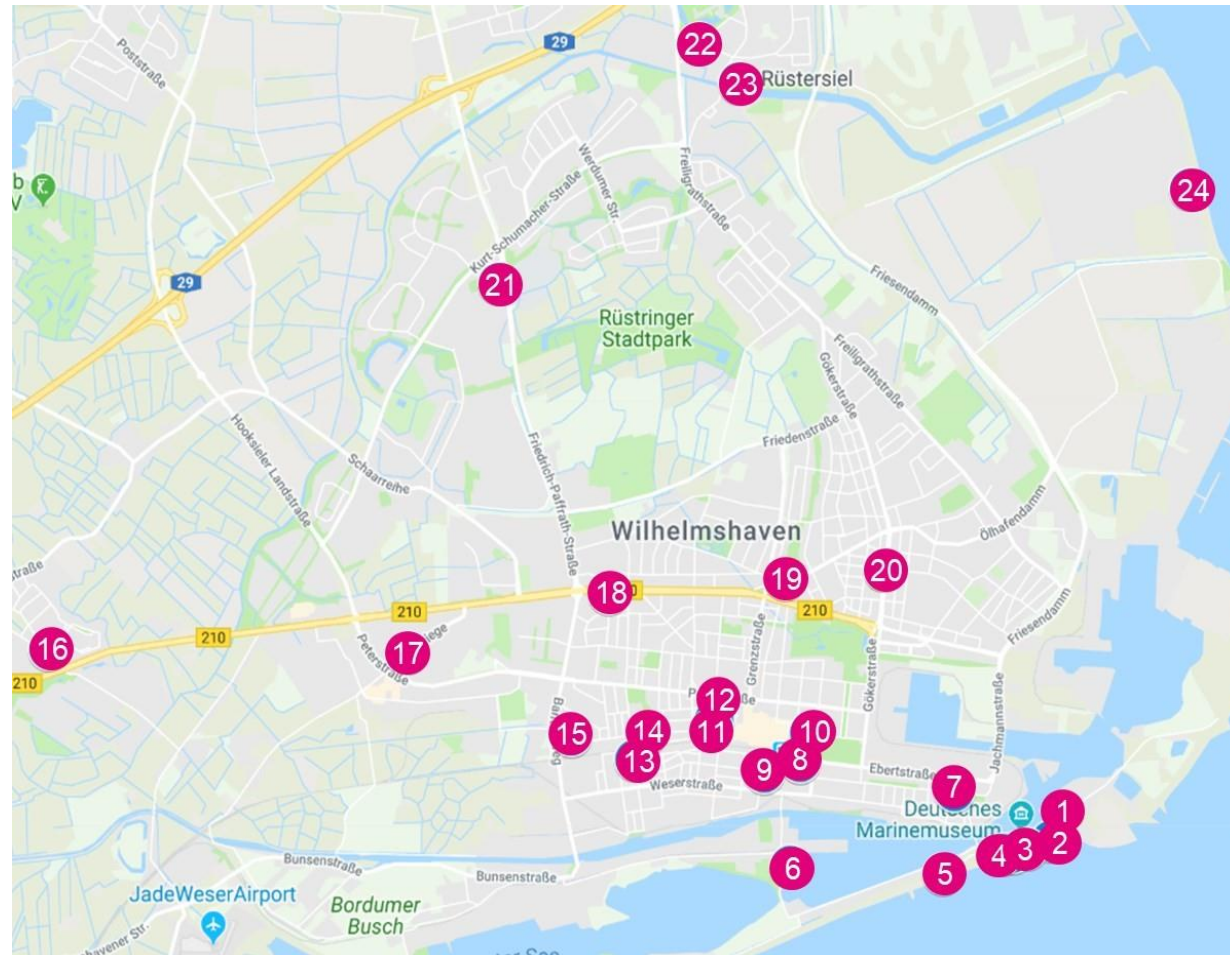 Poststraße
29
22
23
Rüstersiel
24
Werdumer Str.
Freiligrathstraße
Kurt-Schumacher-Straße
29
21
Friesendamm
Rüstringer
Stadtpark
Gökerstraße
Freiligrathstraße
Hooksieler Landstraße
Schaarreihe
Friedrich-Paffrath-Straße
Friedenstraße
Wilhelmshaven
Ölhafendamm
20
19
18
210
210
210
210
Friesendamm
16
17
Peterstraße
Grenzstraße
Gökerstraße
210
12
Jachmannstraße
15
14
11
10
13
9
8
Weserstraße
Ebertstraße
7
Deutsches
Marinemuseum
1
2
3
4
5
6
Bunsenstraße
Bunsenstraße
JadeWeserAirport
Bordumer
Busch